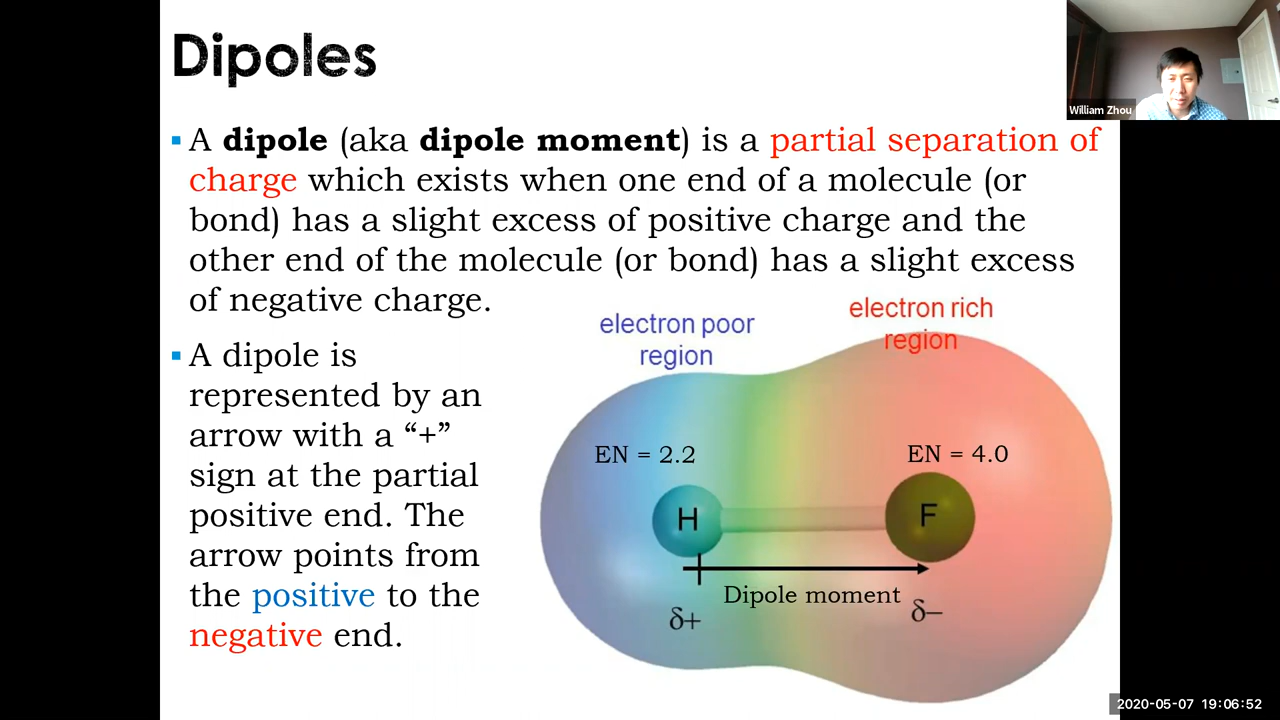 Dipoles
William Zhou
▪ A dipole (aka dipole moment) is a partial separation of
charge which exists when one end of a molecule (or
bond) has a slight excess of positive charge and the
other end of the molecule (or bond) has a slight excess
of negative charge.
▪ A dipole is
represented by an
arrow with a “+”
sign at the partial
positive end. The
arrow points from
the positive to the
negative end.
electron poor
region
electron rich
region
EN = 2.2
EN = 4.0
H
F
Dipole moment
δ+
δ−
2020-05-07 19:06:52